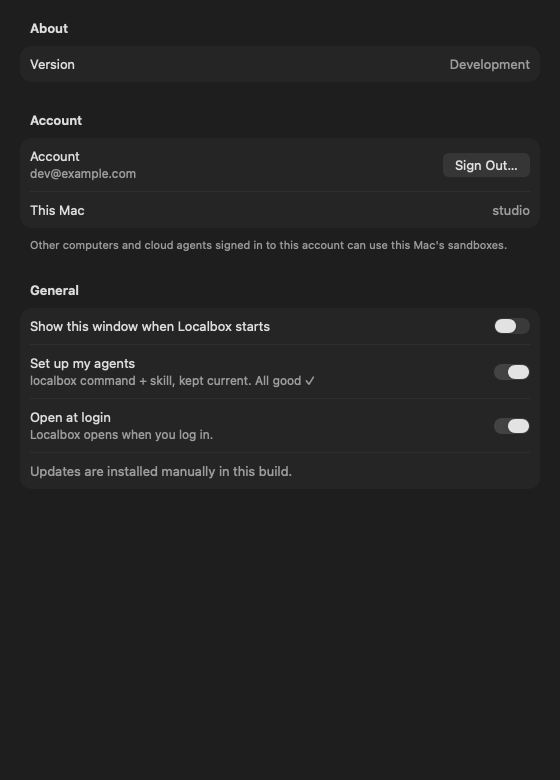 About
Version
Development
Account
Account
dev@example.com
Sign Out...
This Mac
studio
Other computers and cloud agents signed in to this account can use this Mac's sandboxes.
General
Show this window when Localbox starts
Set up my agents
localbox command + skill, kept current. All good ✓
Open at login
Localbox opens when you log in.
Updates are installed manually in this build.